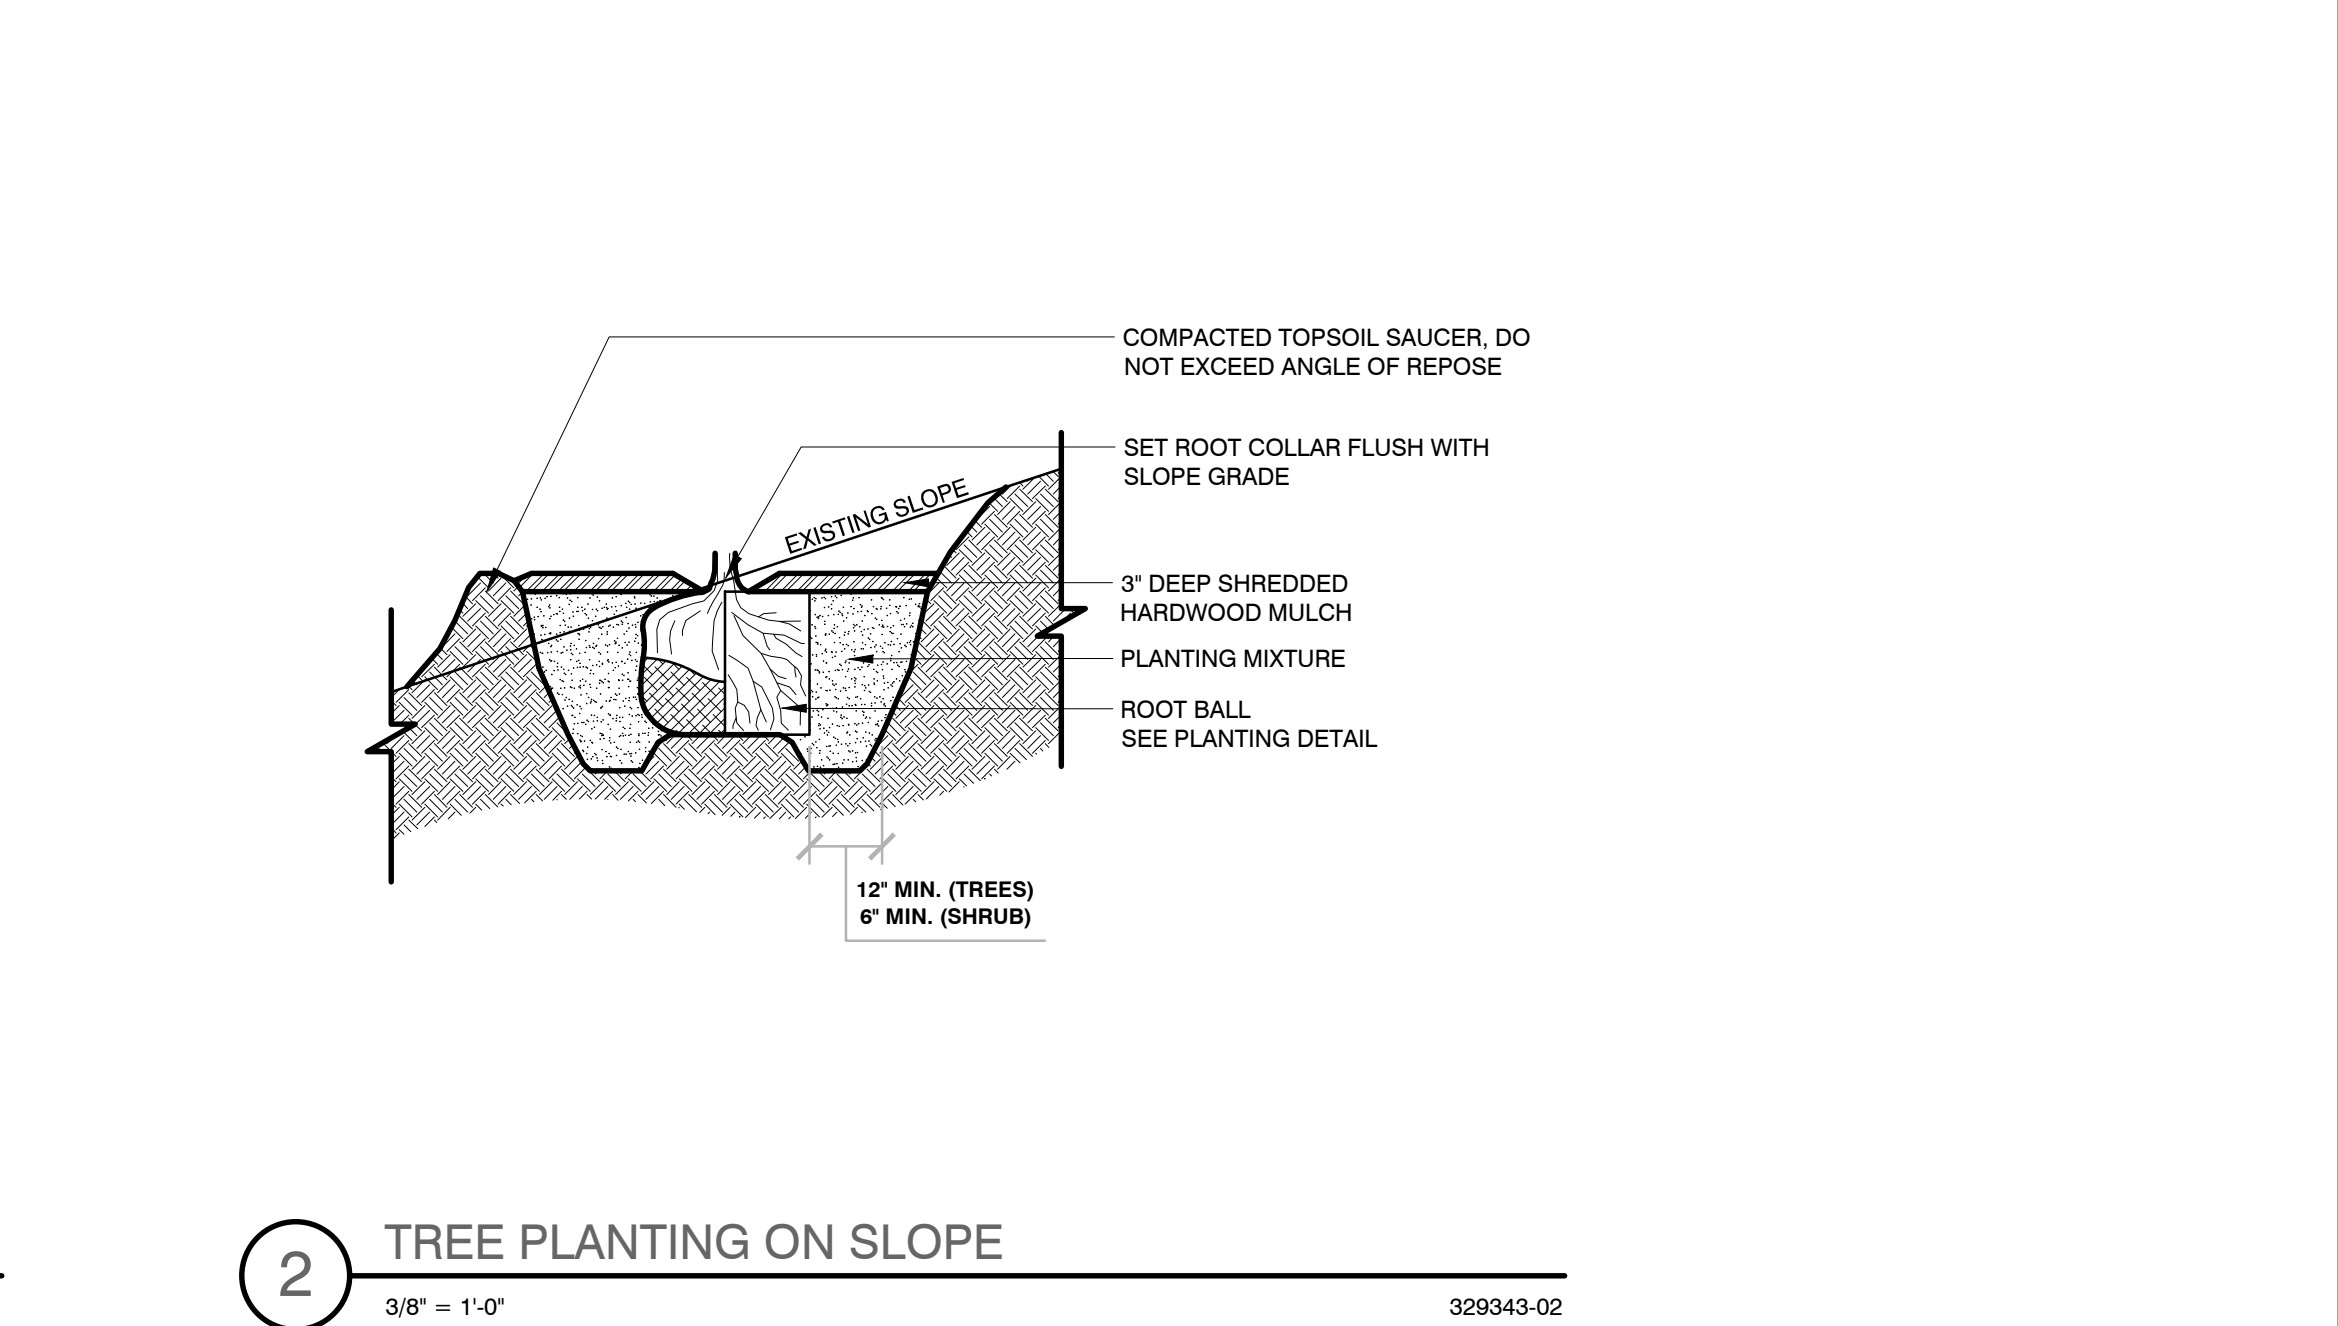 COMPACTED TOPSOIL SAUCER, DO
NOT EXCEED ANGLE OF REPOSE
SET ROOT COLLAR FLUSH WITH
SLOPE GRADE
EXISTING SLOPE
3" DEEP SHREDDED
HARDWOOD MULCH
PLANTING MIXTURE
ROOT BALL
SEE PLANTING DETAIL
12" MIN. (TREES)
6" MIN. (SHRUB)
2
TREE PLANTING ON SLOPE
3/8" = 1'-0"
329343-02